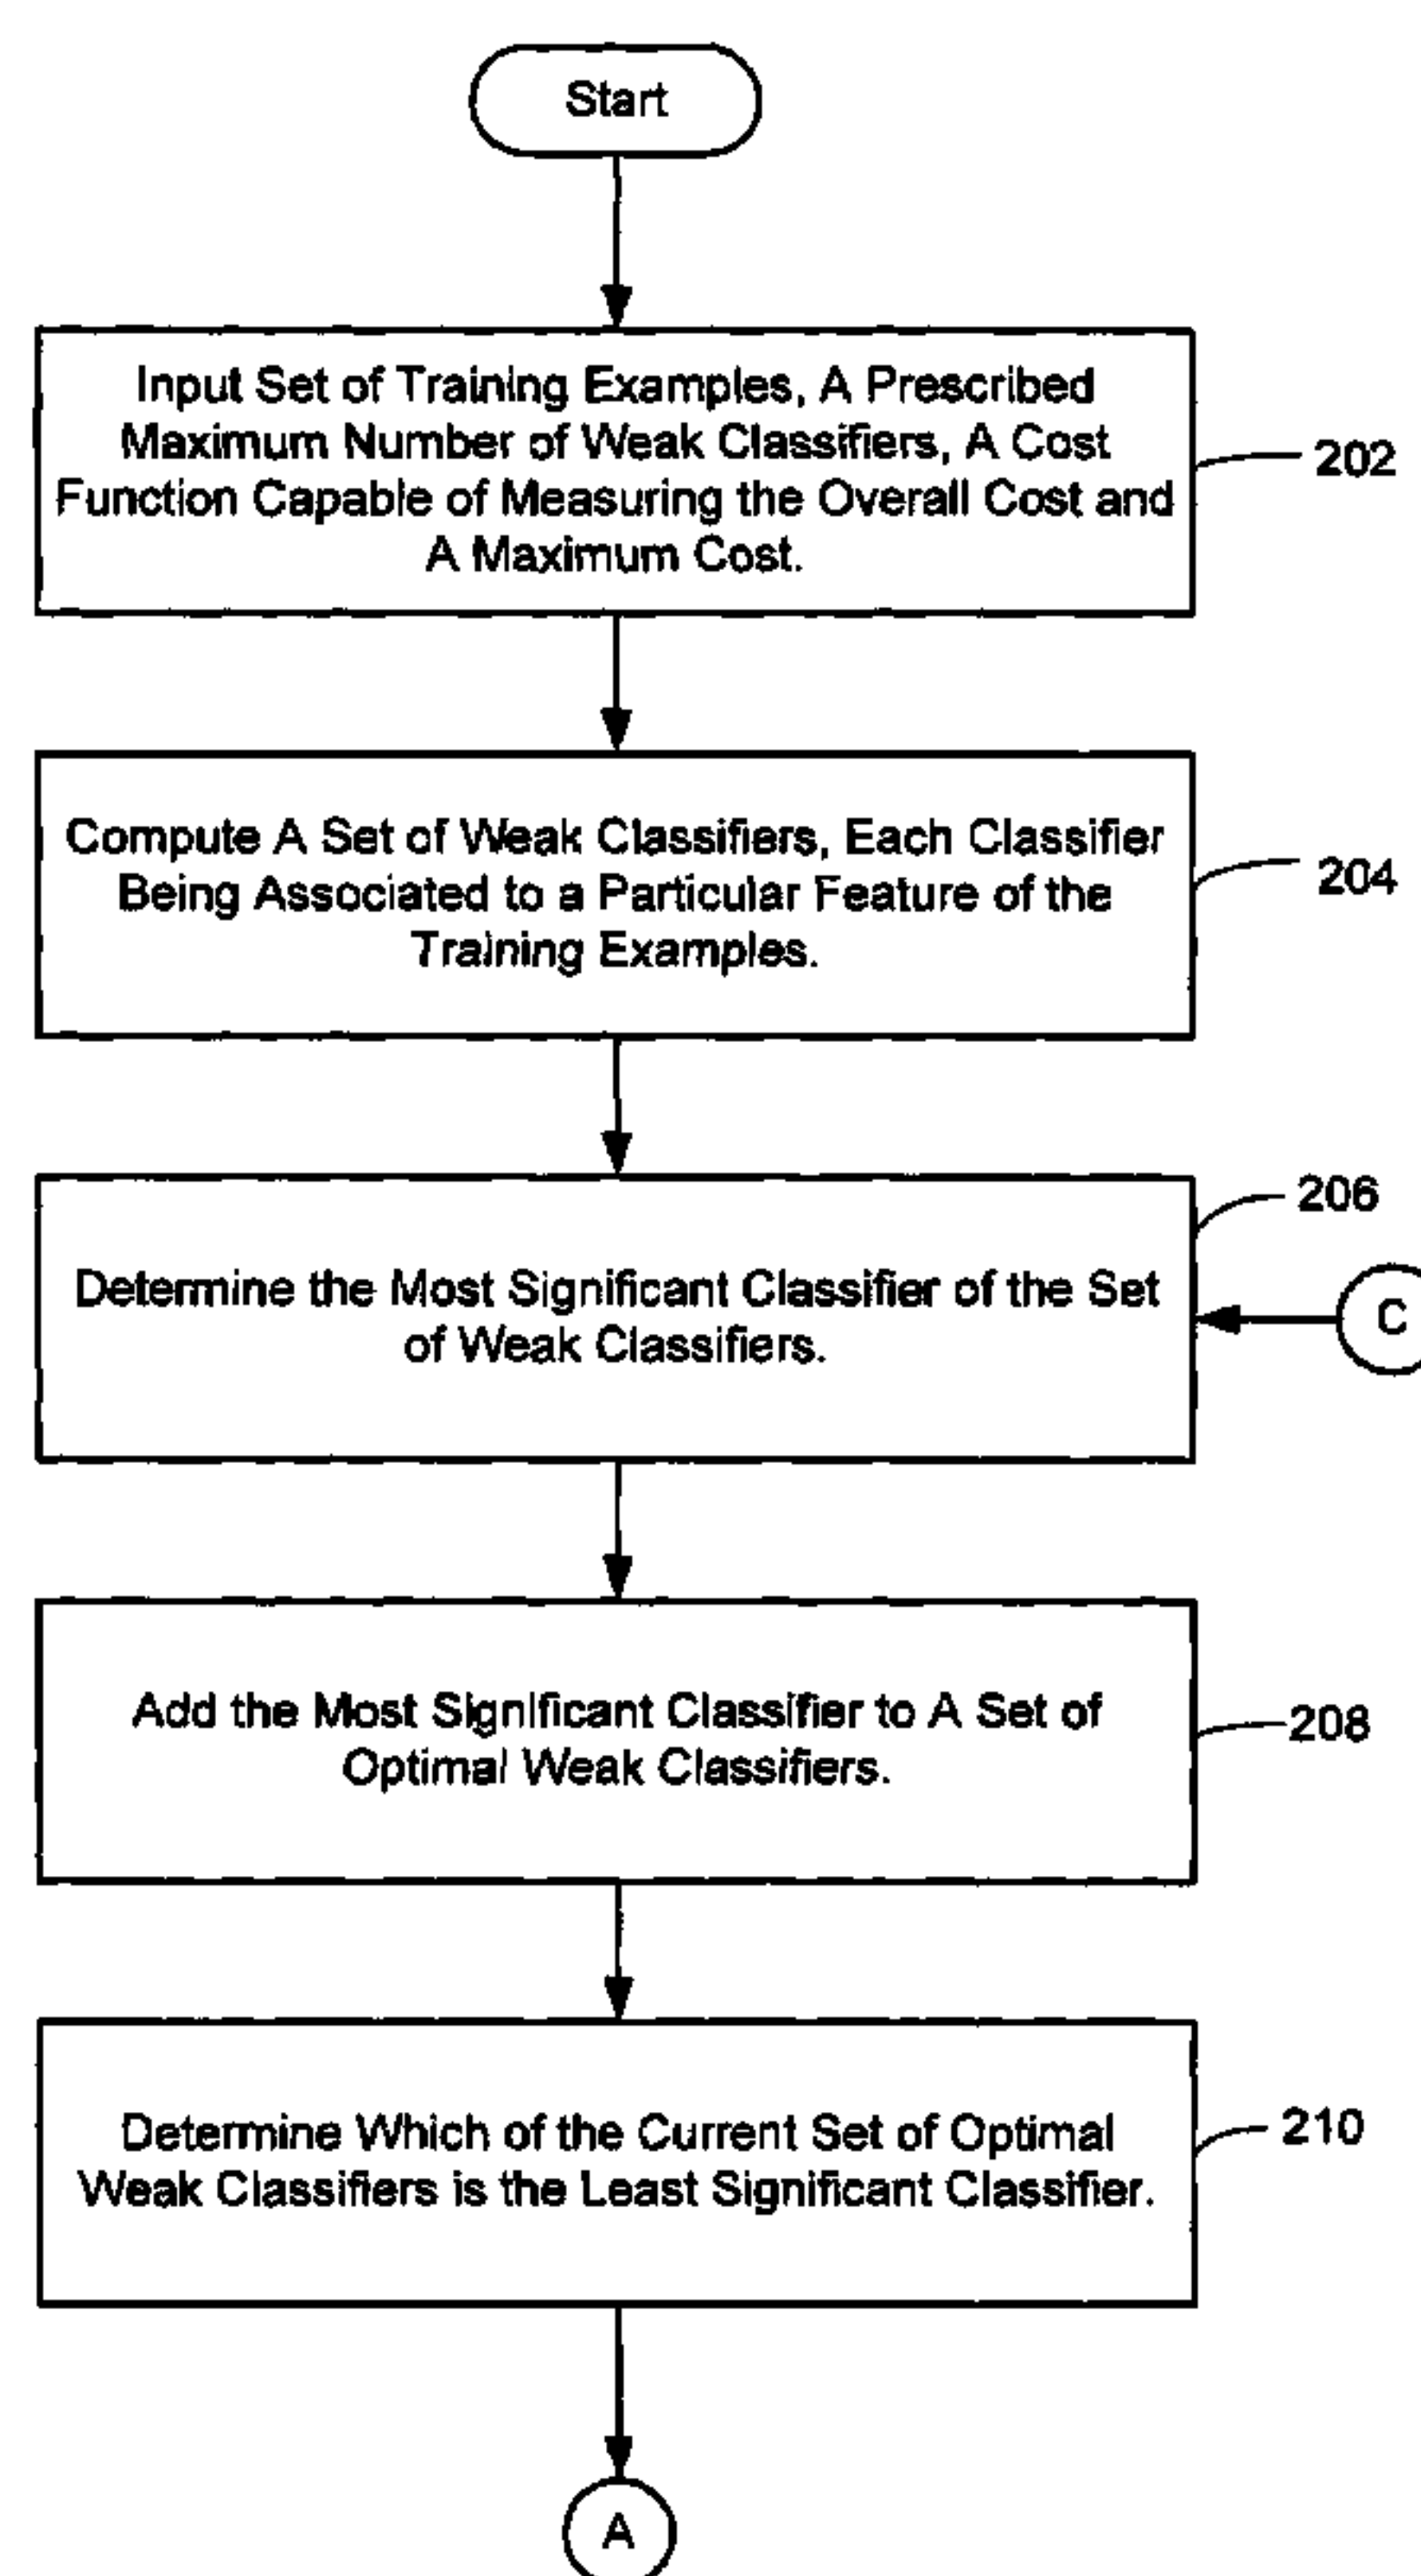 Start
Input Set of Training Examples, A Prescribed
Maximum Number of Weak Classifiers, A Cost
Function Capable of Measuring the Overall Cost and
A Maximum Cost.
202
Compute A Set of Weak Classifiers, Each Classifier
Being Associated to a Particular Feature of the
Training Examples.
204
206
Determine the Most Significant Classifier of the Set
of Weak Classifiers.
C
Add the Most Significant Classifier to A Set of
Optimal Weak Classifiers.
208
Determine Which of the Current Set of Optimal
Weak Classifiers is the Least Significant Classifier.
210
A